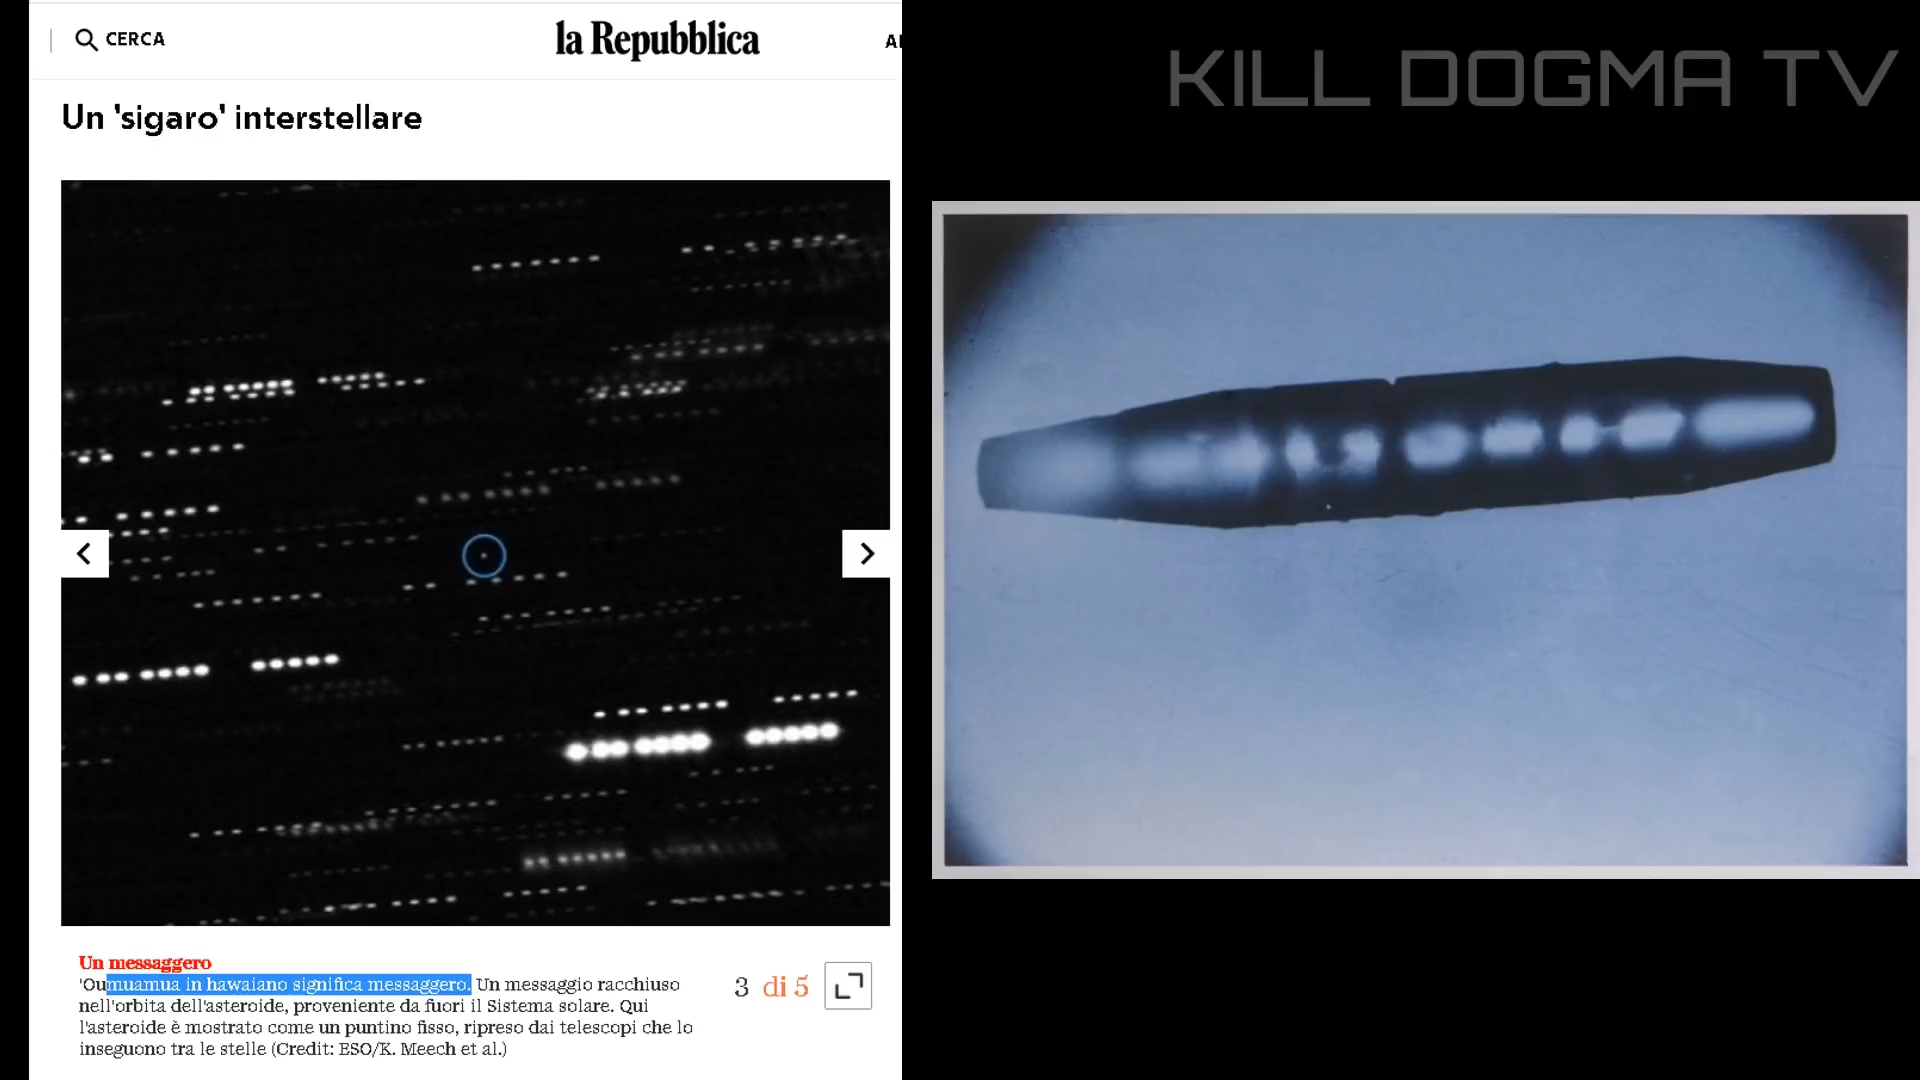 CERCA
la Repubblica
KILL DOGMA TV
Un 'sigaro' interstellare
Un messaggero
'Oumuamua in hawaiano significa messaggero. Un messaggio racchiuso
nell'orbita dell'asteroide, proveniente da fuori il Sistema solare. Qui
l'asteroide è mostrato come un puntino fisso, ripreso dai telescopi che lo
inseguono tra le stelle (Credit: ESO/K. Meech et al.)
3 di 5